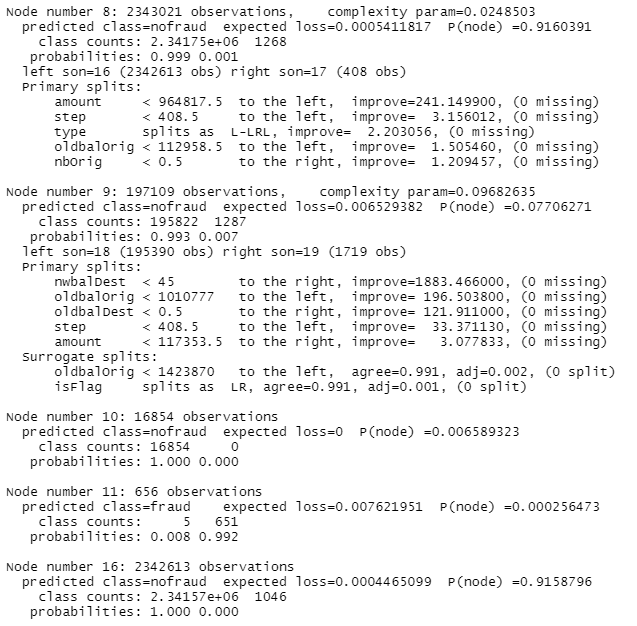 Node number 8: 2343021 observations,    complexity param=0.0248503
  predicted class=nofraud  expected loss=0.0005411817  P(node) =0.9160391
    class counts: 2.34175e+06  1268
   probabilities: 0.999 0.001
  left son=16 (2342613 obs) right son=17 (408 obs)
  Primary splits:
      amount     < 964817.5  to the left,  improve=241.149900, (0 missing)
      step       < 408.5     to the left,  improve=  3.156012, (0 missing)
      type       splits as  L-LRL, improve=  2.203056, (0 missing)
      oldbalOrig < 112958.5  to the left,  improve=  1.505460, (0 missing)
      nbOrig     < 0.5       to the right, improve=  1.209457, (0 missing)
Node number 9: 197109 observations,    complexity param=0.09682635
  predicted class=nofraud  expected loss=0.006529382  P(node) =0.07706271
    class counts: 195822  1287
   probabilities: 0.993 0.007
  left son=18 (195390 obs) right son=19 (1719 obs)
  Primary splits:
      nwbalDest  < 45        to the right, improve=1883.466000, (0 missing)
      oldbalOrig < 1010777   to the left,  improve= 196.503800, (0 missing)
      oldbalDest < 0.5       to the right, improve= 121.911000, (0 missing)
      step       < 408.5     to the left,  improve=  33.371130, (0 missing)
      amount     < 117353.5  to the right, improve=   3.077833, (0 missing)
  Surrogate splits:
      oldbalOrig < 1423870   to the left,  agree=0.991, adj=0.002, (0 split)
      isFlag     splits as  LR, agree=0.991, adj=0.001, (0 split)
Node number 10: 16854 observations
  predicted class=nofraud  expected loss=0  P(node) =0.006589323
    class counts: 16854     0
   probabilities: 1.000 0.000
Node number 11: 656 observations
  predicted class=fraud    expected loss=0.007621951  P(node) =0.000256473
    class counts:     5   651
   probabilities: 0.008 0.992
Node number 16: 2342613 observations
  predicted class=nofraud  expected loss=0.0004465099  P(node) =0.9158796
    class counts: 2.34157e+06  1046
   probabilities: 1.000 0.000